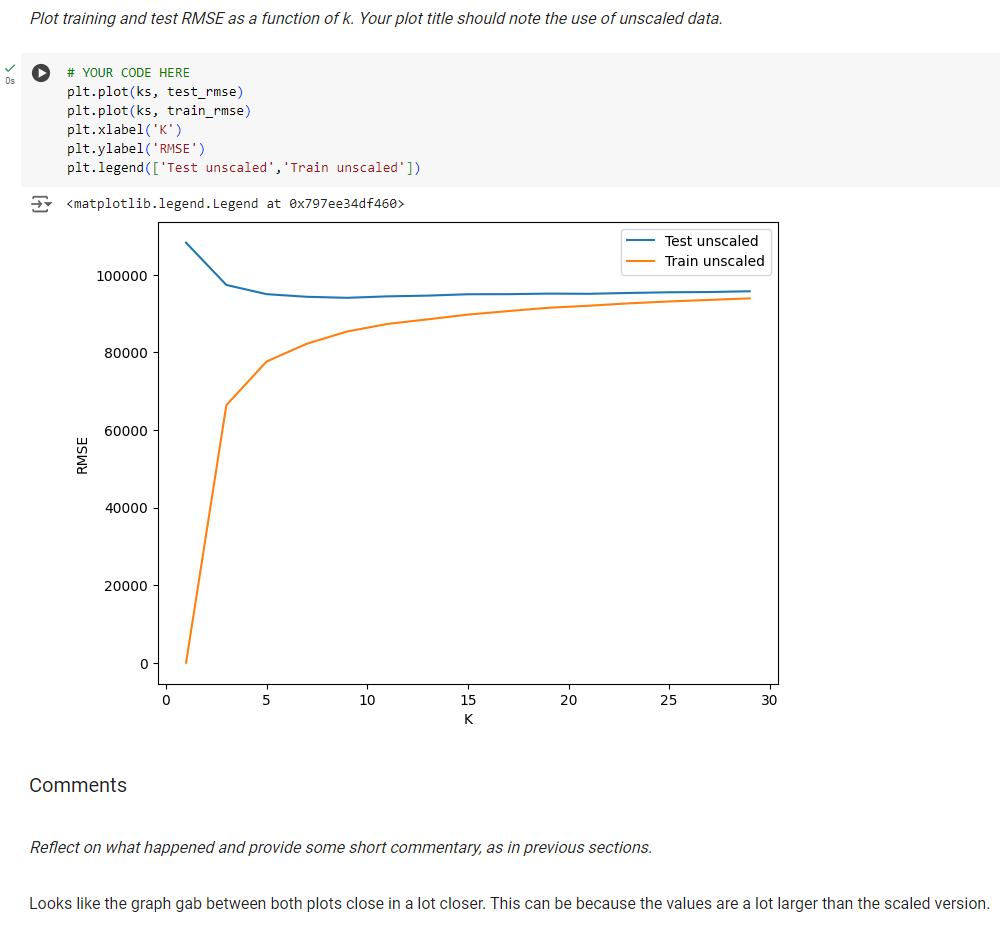 Plot training and test RMSE as a function of k. Your plot title should note the use of unscaled data.
0s
# YOUR CODE HERE
plt.plot(ks, test_rmse)
plt.plot(ks, train_rmse)
plt.xlabel('K')
plt.ylabel('RMSE')
plt.legend(['Test unscaled','Train unscaled'])
<matplotlib.legend.Legend at 0x797ee34df460>
Test unscaled
Train unscaled
100000
80000
60000
40000
20000
0
RMSE
0 5 10 15 20 25 30
K
Comments
Reflect on what happened and provide some short commentary, as in previous sections.
Looks like the graph gab between both plots close in a lot closer. This can be because the values are a lot larger than the scaled version.